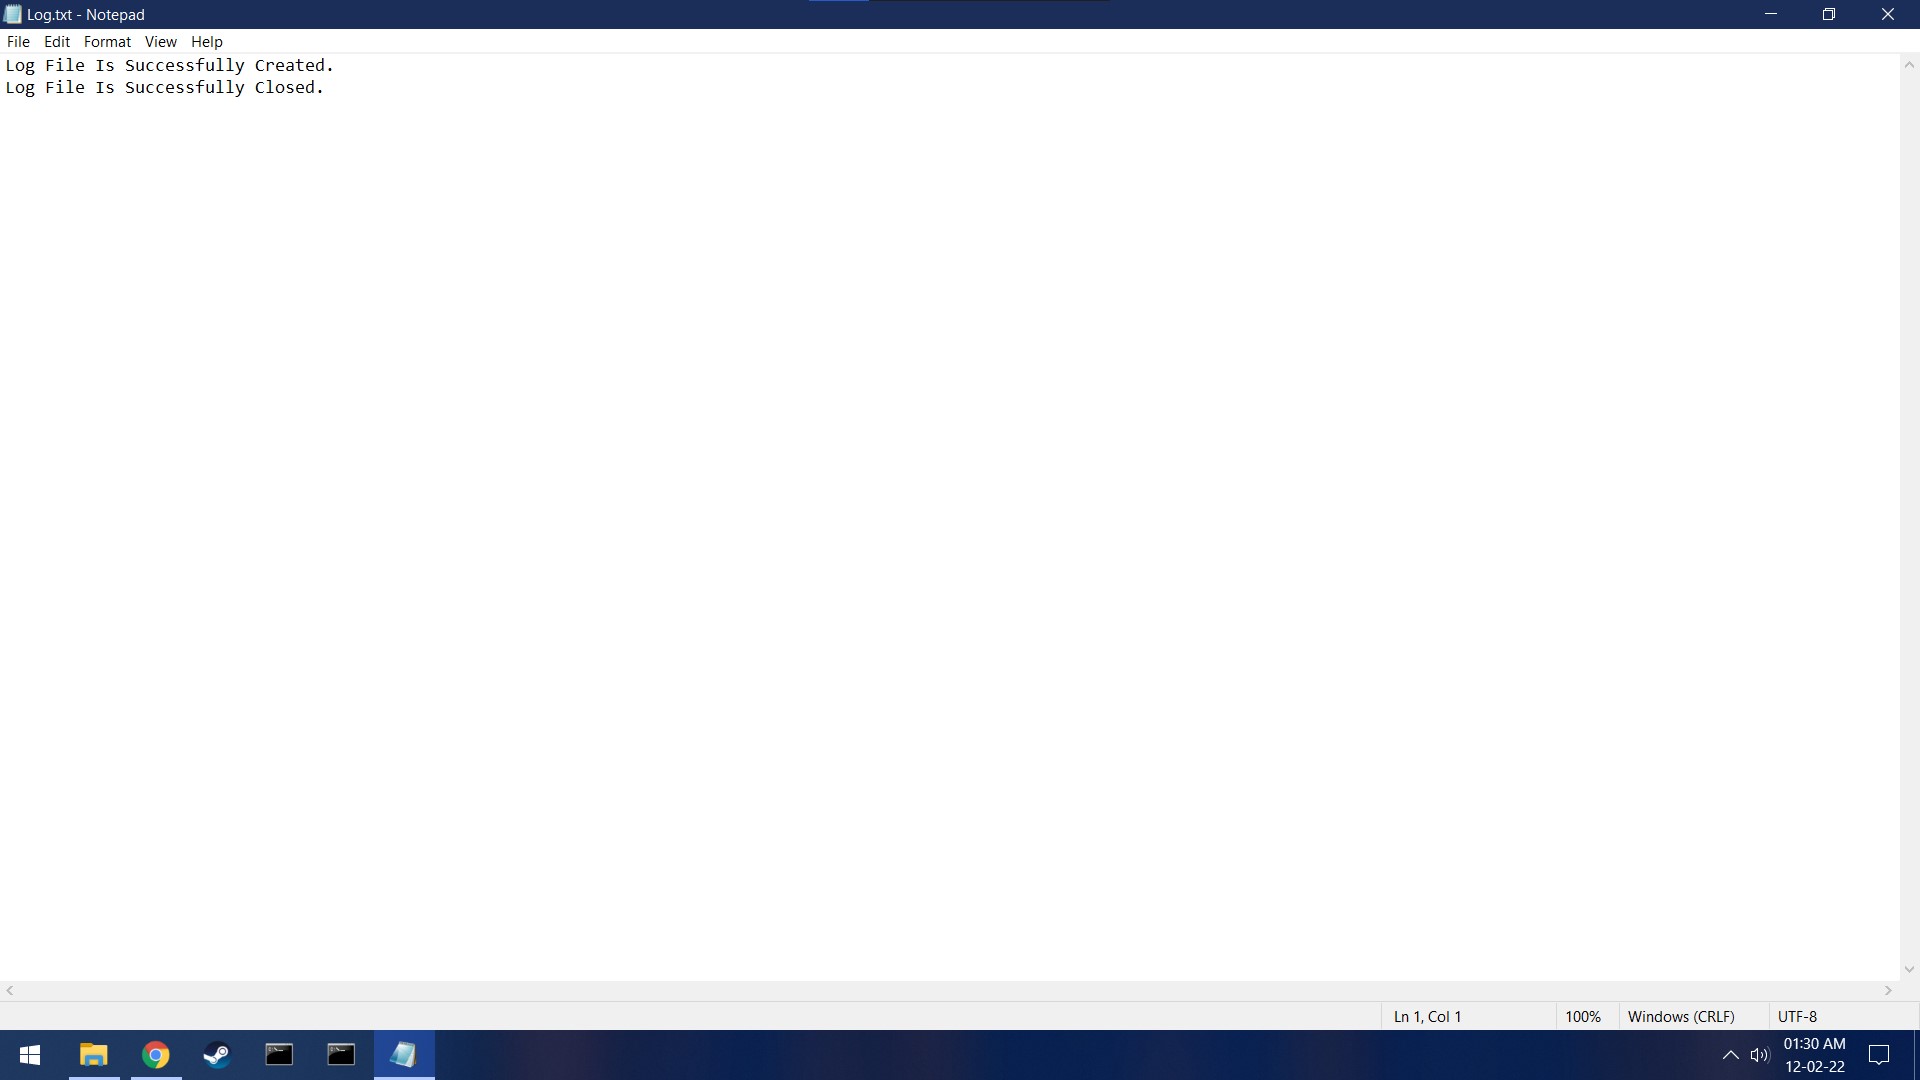 Log.txt - Notepad
File Edit Format View Help
Log File Is Successfully Created.
Log File Is Successfully Closed.
Ln 1, Col 1 100% Windows (CRLF) UTF-8
01:30 AM
12-02-22